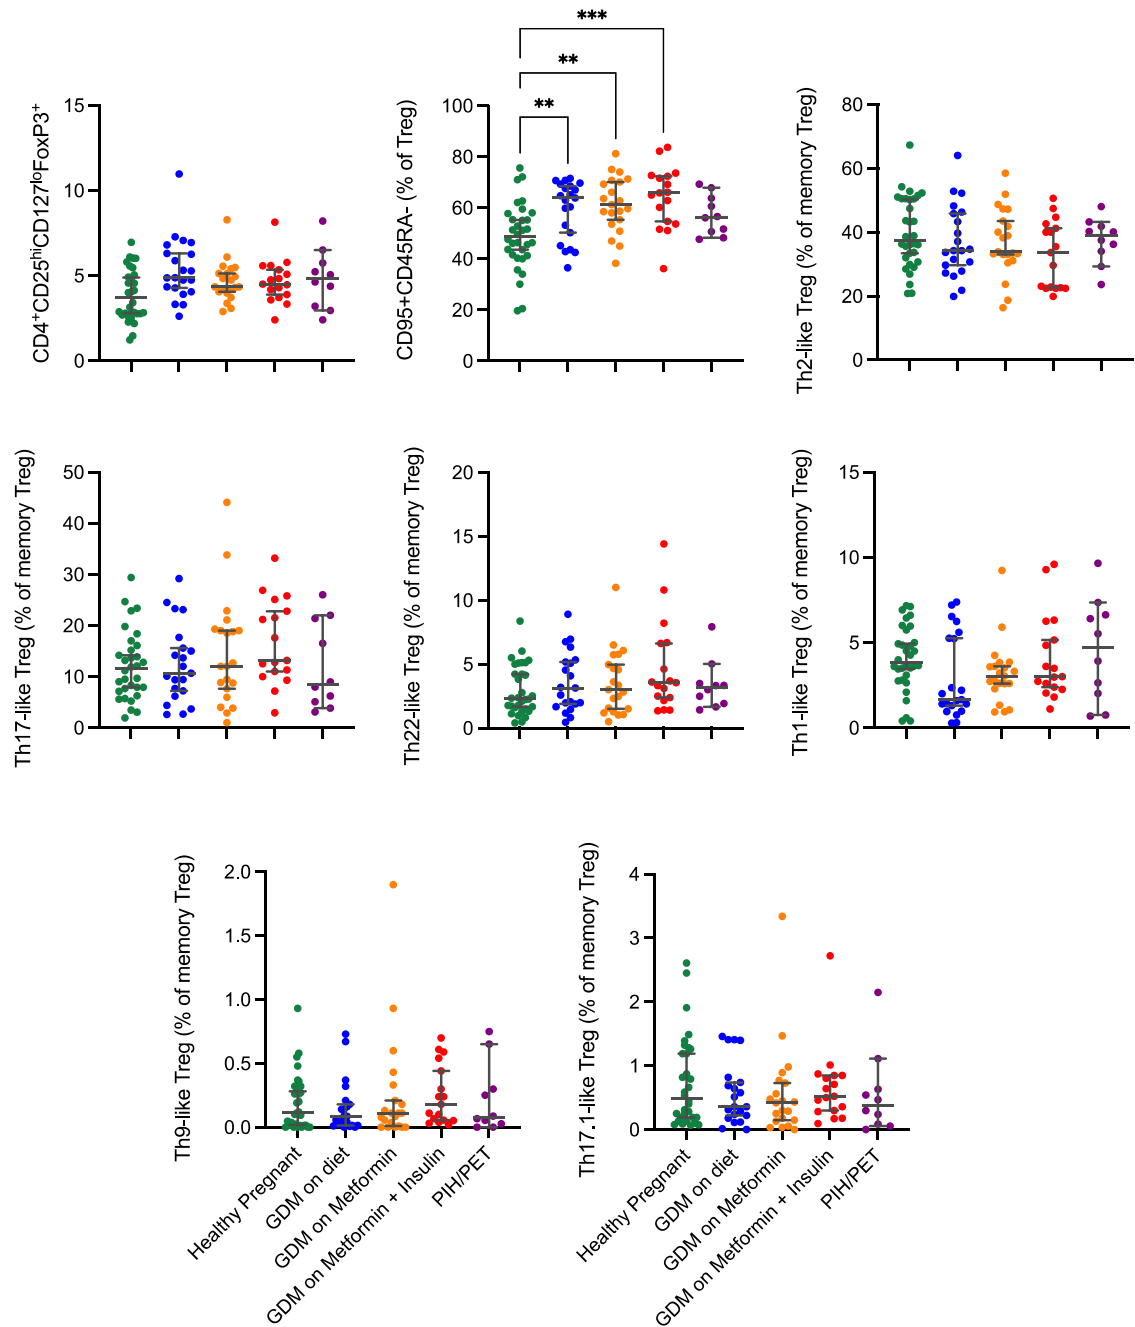 ***
**
**
CD4⁺CD25ʰⁱCD127ˡᵒFoxP3⁺
15
10
5
0
CD95+CD45RA- (% of Treg)
100
80
60
40
20
0
Th2-like Treg (% of memory Treg)
80
60
40
20
0
Th17-like Treg (% of memory Treg)
50
40
30
20
10
0
Th22-like Treg (% of memory Treg)
20
15
10
5
0
Th1-like Treg (% of memory Treg)
15
10
5
0
Th9-like Treg (% of memory Treg)
2.0
1.5
1.0
0.5
0.0
Healthy Pregnant
GDM on diet
GDM on Metformin
GDM on Metformin + Insulin
PIH/PET
Th17.1-like Treg (% of memory Treg)
4
3
2
1
0
Healthy Pregnant
GDM on diet
GDM on Metformin
GDM on Metformin + Insulin
PIH/PET